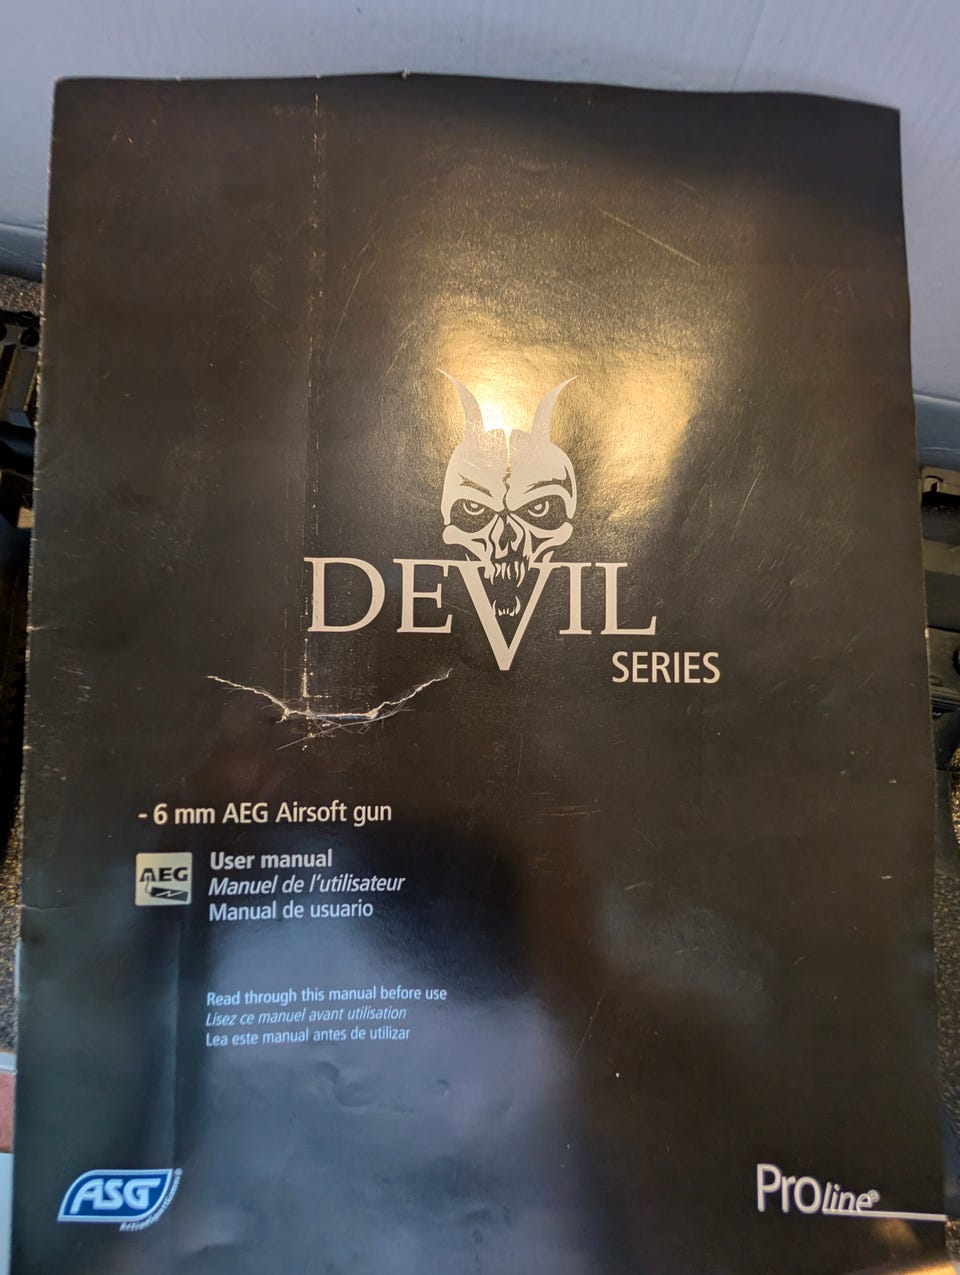 DEVIL
SERIES
- 6 mm AEG Airsoft gun
AEG
User manual
Manuel de l'utilisateur
Manual de usuario
Read through this manual before use
Lisez ce manuel avant utilisation
Lea este manual antes de utilizar
ASG
Proline®